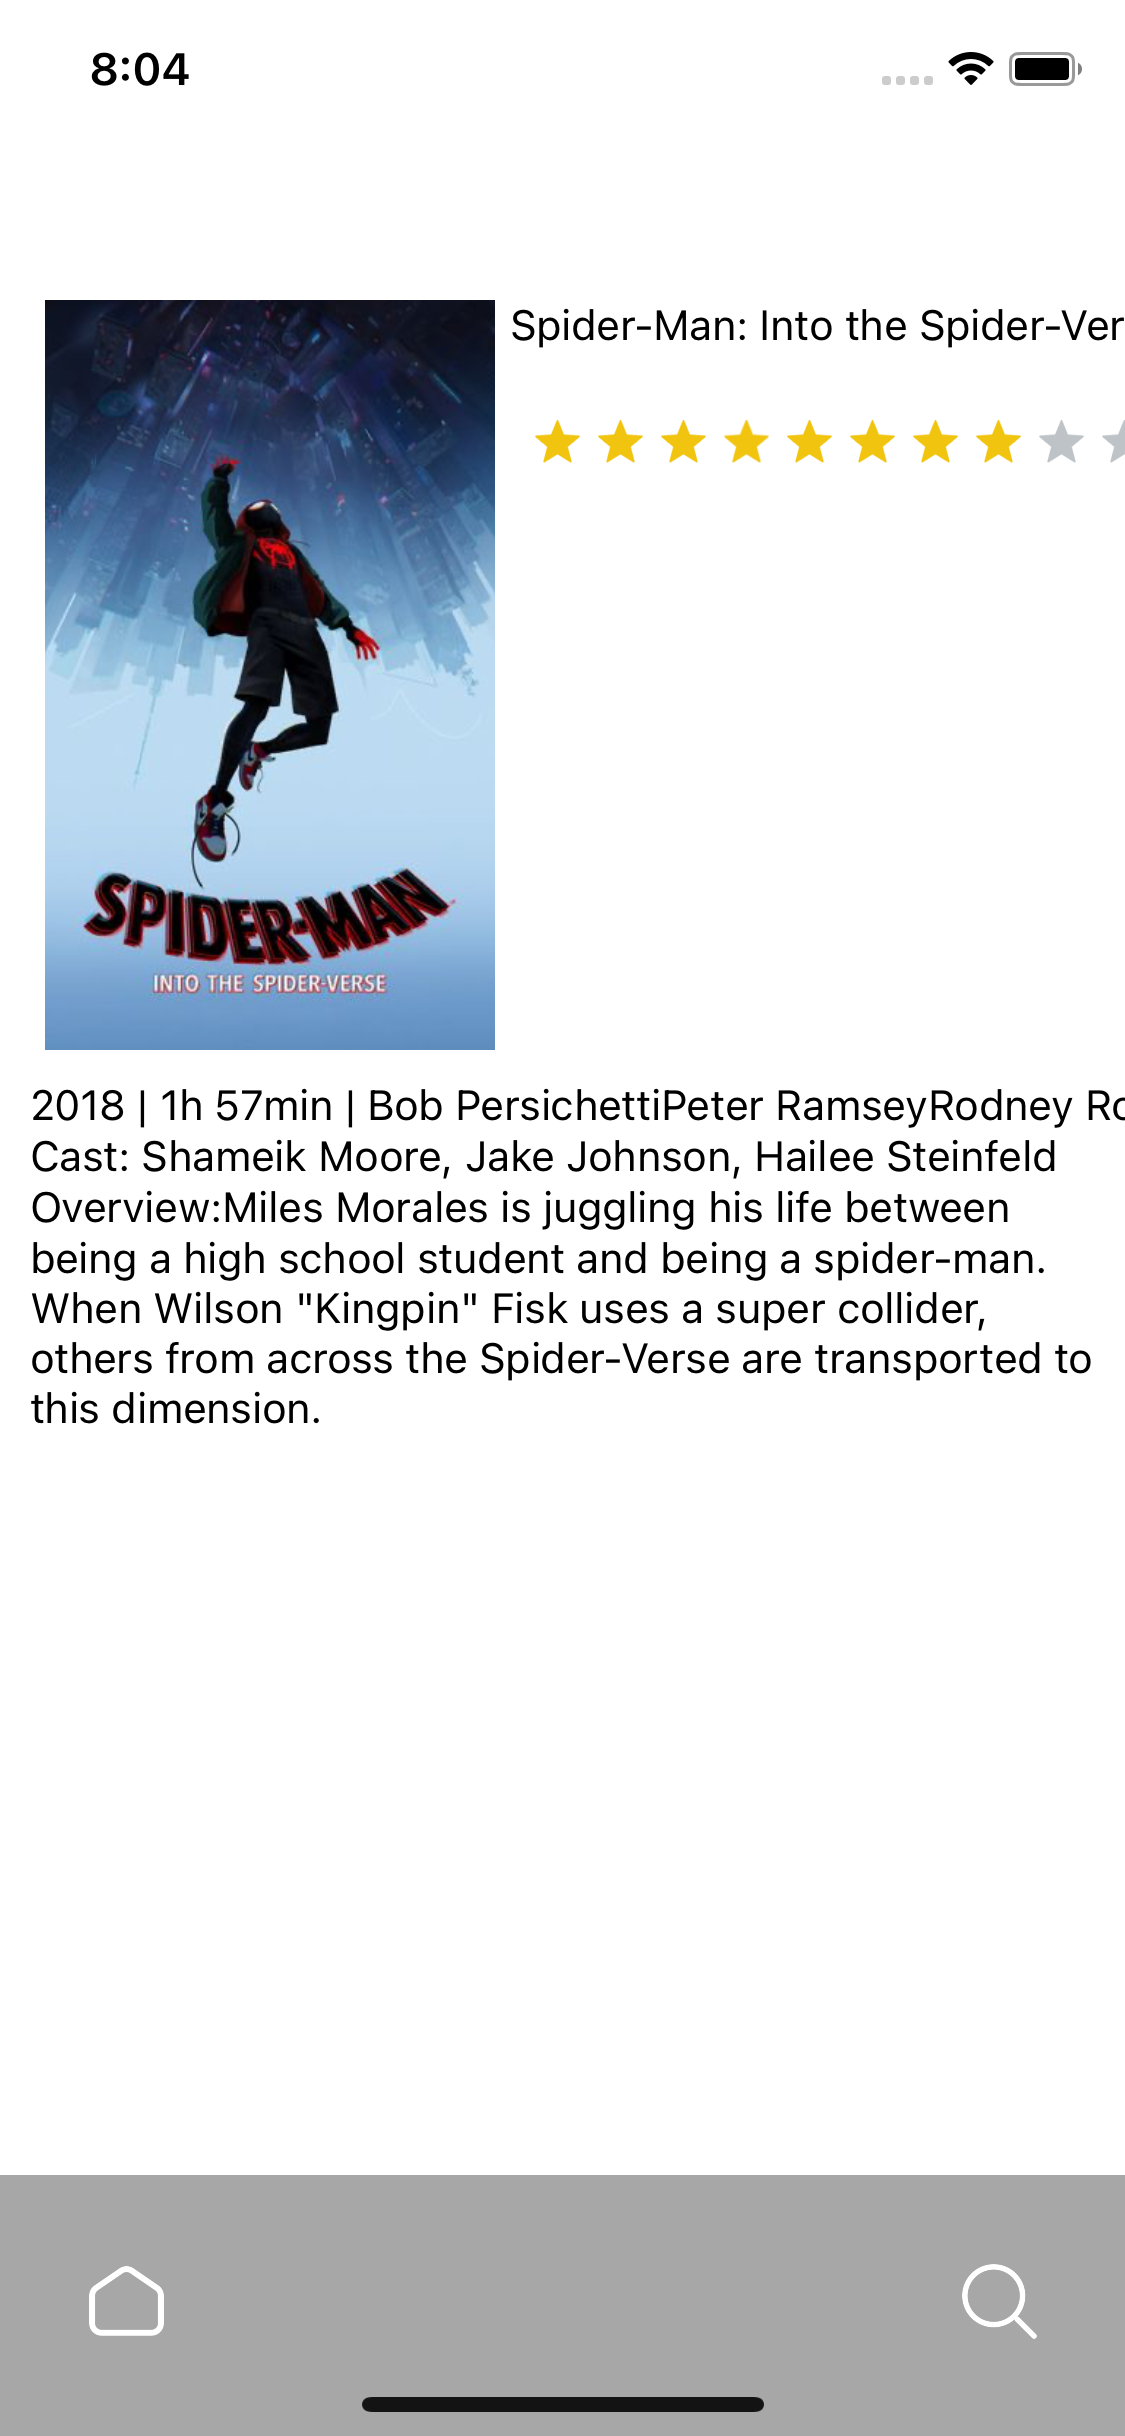 8:04
Spider-Man: Into the Spider-Ver
SPIDER-MAN
INTO THE SPIDER-VERSE
2018 | 1h 57min | Bob PersichettiPeter RamseyRodney Ro
Cast: Shameik Moore, Jake Johnson, Hailee Steinfeld
Overview:Miles Morales is juggling his life between
being a high school student and being a spider-man.
When Wilson "Kingpin" Fisk uses a super collider,
others from across the Spider-Verse are transported to
this dimension.